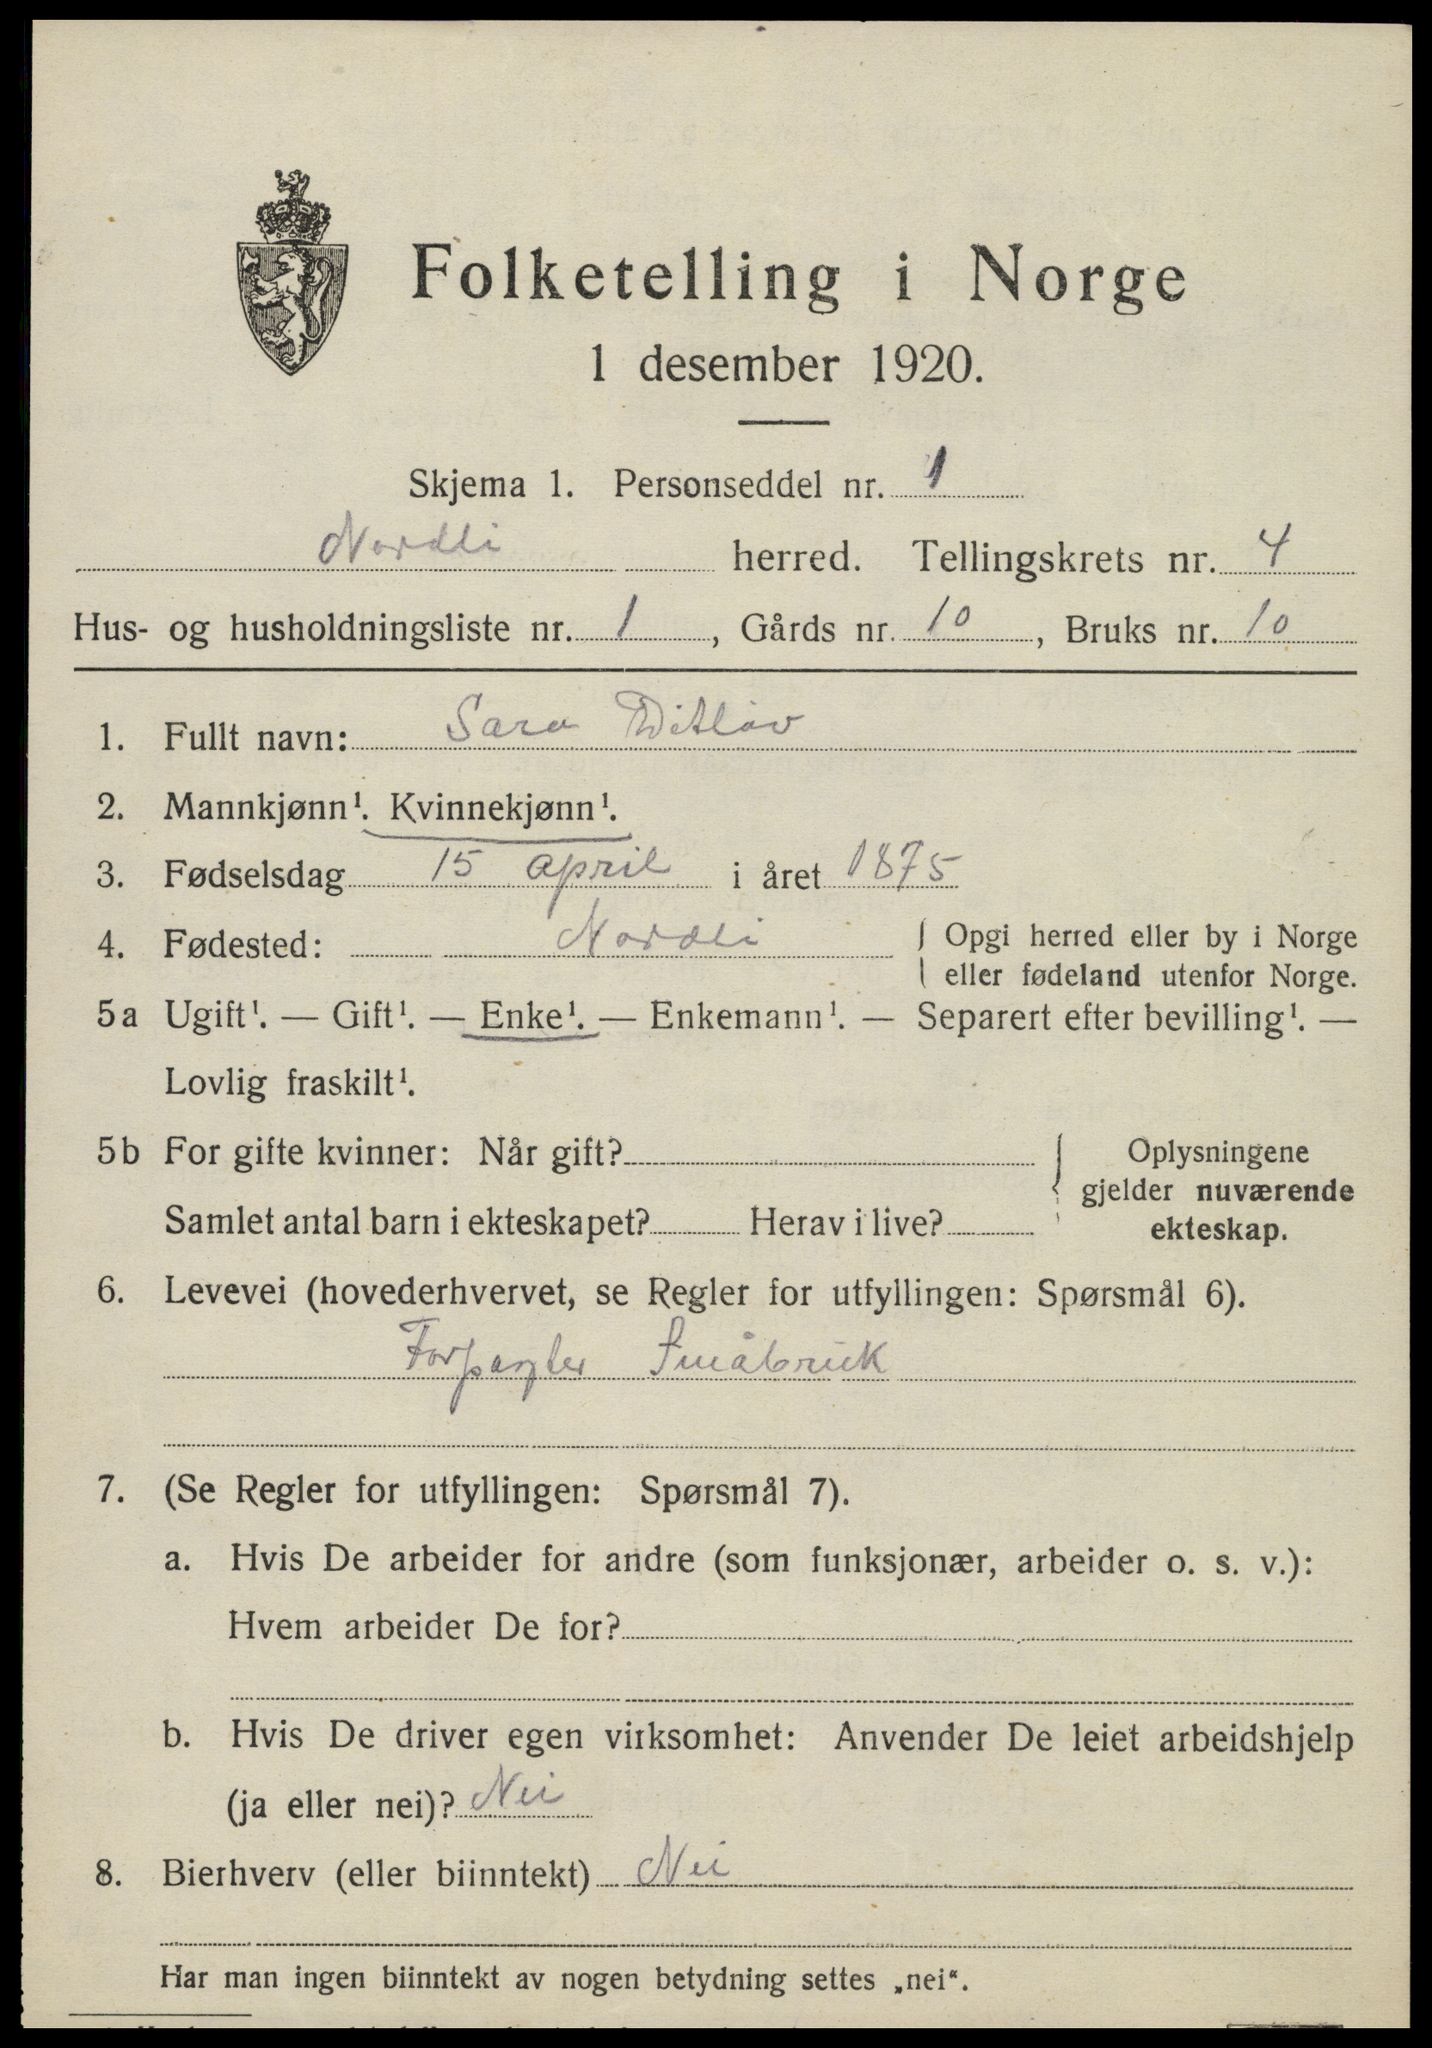 Folketelling i Norge
1 desember 1920.
Skjema 1. Personseddel nr. 1
Nordli herred. Tellingskrets nr. 4
Hus- og husholdningsliste nr. 1, Gårds nr. 10, Bruks nr. 10
1. Fullt navn: Sara Ditløv
2. Mannkjønn¹. Kvinnekjønn¹.
3. Fødselsdag 15 april i året 1875
4. Fødested: Nordli { Opgi herred eller by i Norge
eller fødeland utenfor Norge.
5a Ugift¹. — Gift¹. — Enke¹. — Enkemann¹. — Separert efter bevilling¹. —
Lovlig fraskilt¹.
5b For gifte kvinner: Når gift? { Oplysningene
gjelder nuværende
Samlet antal barn i ekteskapet? Herav i live? ekteskap.
6. Levevei (hovederhvervet, se Regler for utfyllingen: Spørsmål 6).
Forpagter Småbruk
7. (Se Regler for utfyllingen: Spørsmål 7).
a. Hvis De arbeider for andre (som funksjonær, arbeider o. s. v.):
Hvem arbeider De for?
b. Hvis De driver egen virksomhet: Anvender De leiet arbeidshjelp
(ja eller nei)? Nei
8. Bierhverv (eller biinntekt) Nei
Har man ingen biinntekt av nogen betydning settes „nei“.